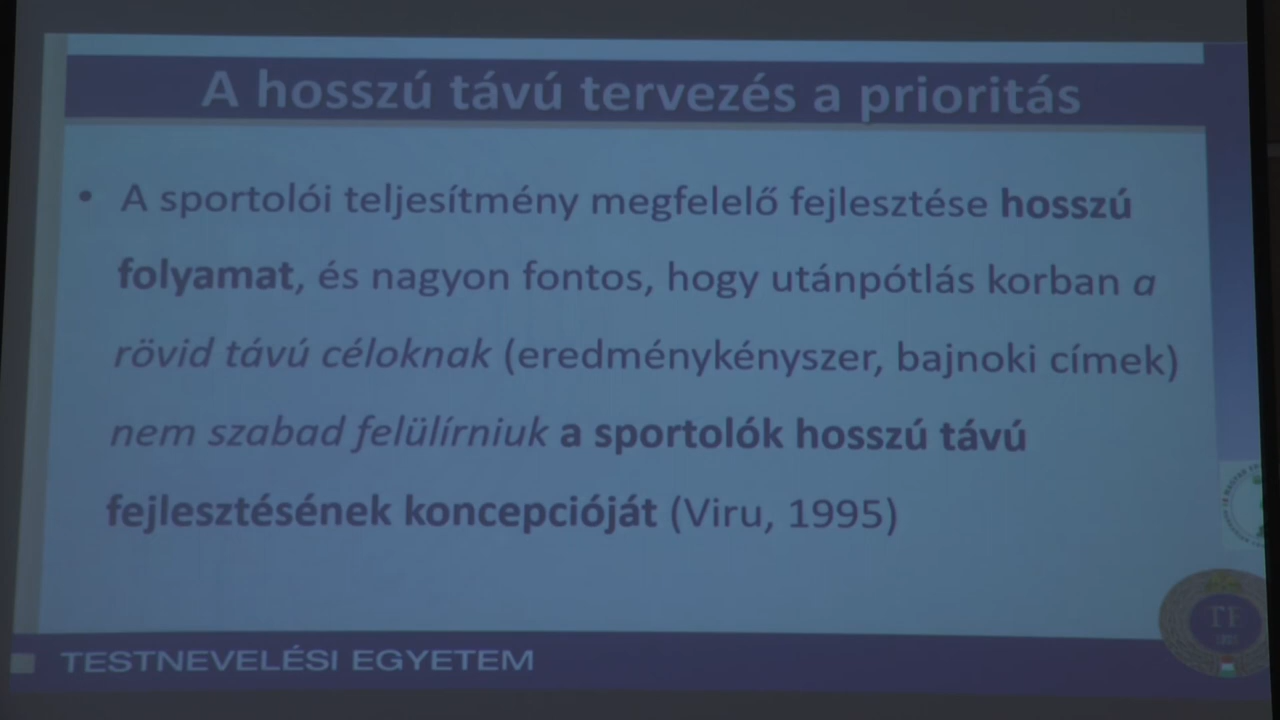 A hosszú távú tervezés a prioritás
• A sportolói teljesítmény megfelelő fejlesztése hosszú
folyamat, és nagyon fontos, hogy utánpótlás korban a
rövid távú céloknak (eredménykényszer, bajnoki címek)
nem szabad felülírniuk a sportolók hosszú távú
fejlesztésének koncepcióját (Viru, 1995)
TESTNEVELÉSI EGYETEM
TF